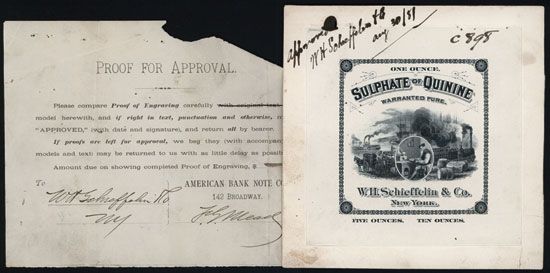 PROOF FOR APPROVAL.
Please compare Proof of Engraving carefully with original text
model herewith, and if right in text, punctuation and otherwise,
"APPROVED," (with date and signature, and return all by bearer.
If proofs are left for approval, we beg they (with
models and text) may be returned to us with as little delay as
Amount due on showing completed Proof of Engraving, $
To
AMERICAN BANK NOTE
142 BROADWAY.
W H Schieffelin & Co
NY
Approved
W H Schieffelin & Co
Aug 30/81
C 898
ONE OUNCE.
SULPHATE OF QUININE
WARRANTED PURE.
W.H. Schieffelin & Co.
NEW YORK.
FIVE OUNCES. TEN OUNCES.